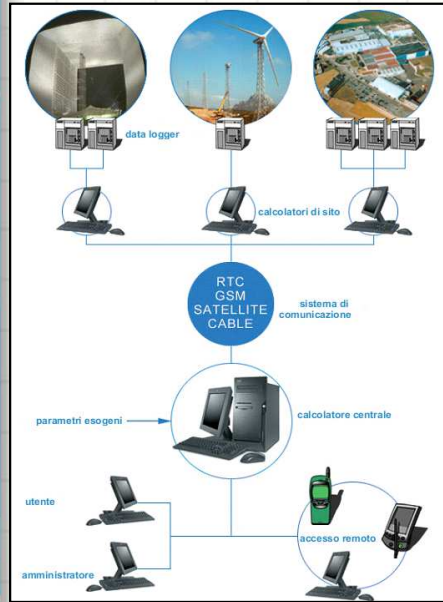 data logger
calcolatori di sito
RTC
GSM
SATELLITE
CABLE
sistema di
comunicazione
parametri esogeni
calcolatore centrale
utente
accesso remoto
amministratore